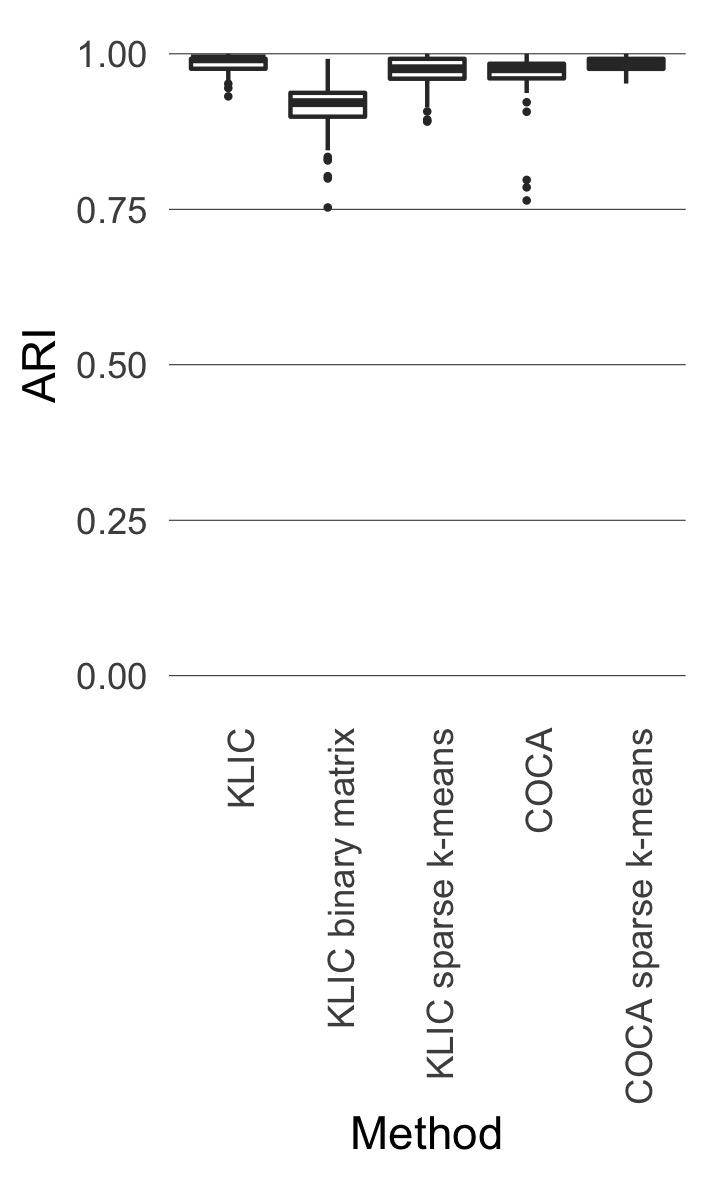 1.00
0.75
0.50
0.25
0.00
ARI
KLIC
KLIC binary matrix
KLIC sparse k-means
COCA
COCA sparse k-means
Method